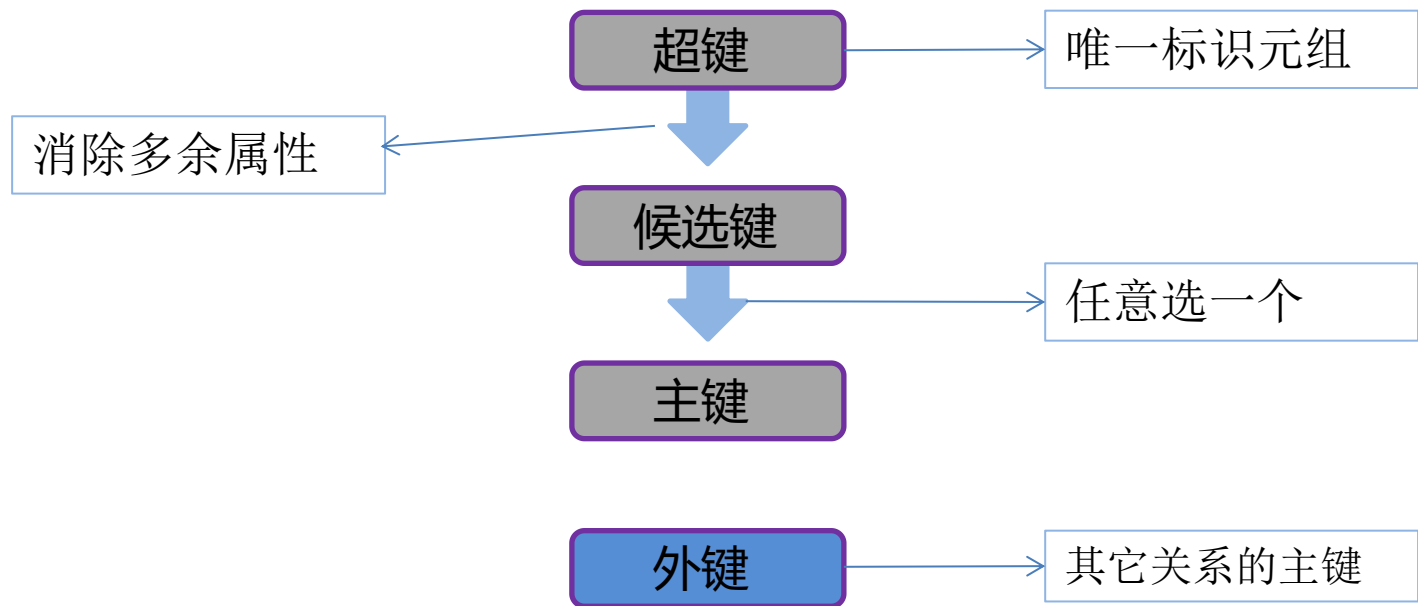 超键
唯一标识元组
消除多余属性
候选键
任意选一个
主键
外键
其它关系的主键